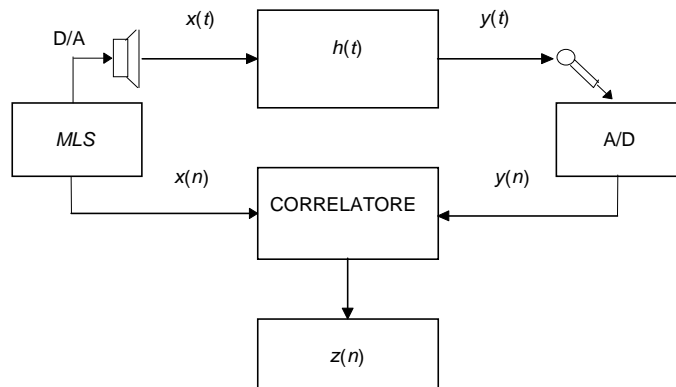 x(t)
y(t)
D/A
h(t)
MLS
A/D
x(n)
y(n)
CORRELATORE
z(n)